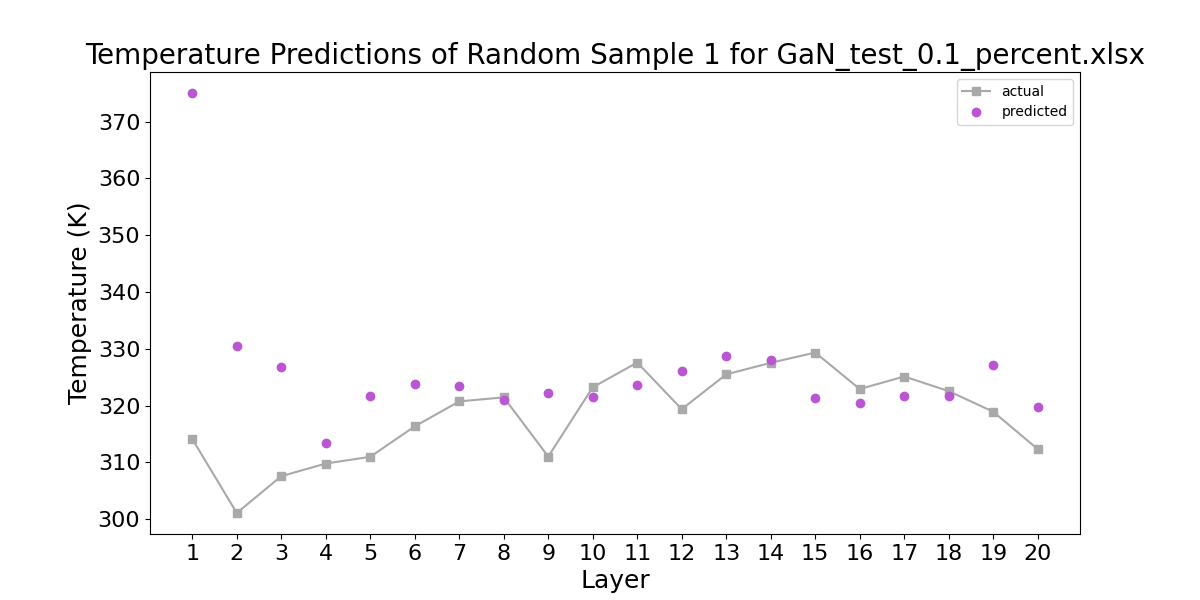 Temperature Predictions of Random Sample 1 for GaN_test_0.1_percent.xlsx
actual
predicted
370
360
350
340
330
320
310
300
Temperature (K)
1 2 3 4 5 6 7 8 9 10 11 12 13 14 15 16 17 18 19 20
Layer